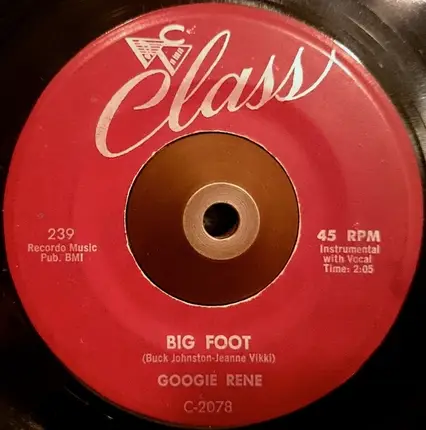 Class
239
Recordo Music
Pub. BMI
45 RPM
Instrumental
with Vocal
Time: 2:05
BIG FOOT
(Buck Johnston-Jeanne Vikki)
GOOGIE RENE
C-2078